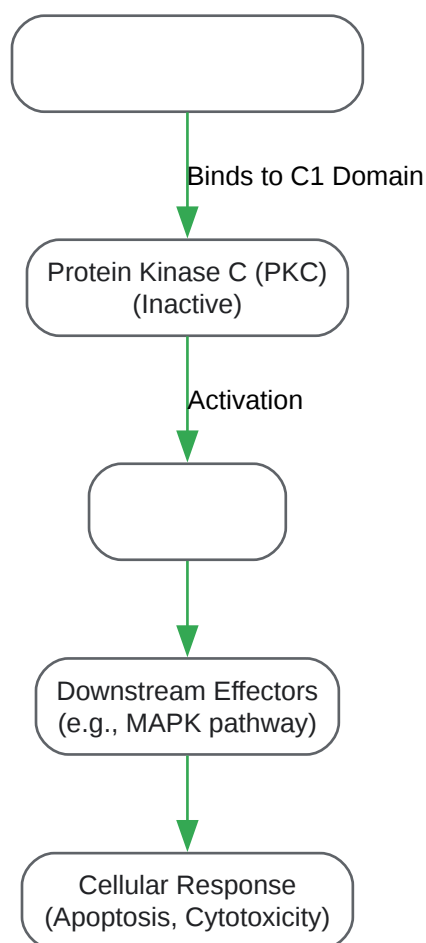 Binds to C1 Domain
Protein Kinase C (PKC)
(Inactive)
Activation
Downstream Effectors
(e.g., MAPK pathway)
Cellular Response
(Apoptosis, Cytotoxicity)